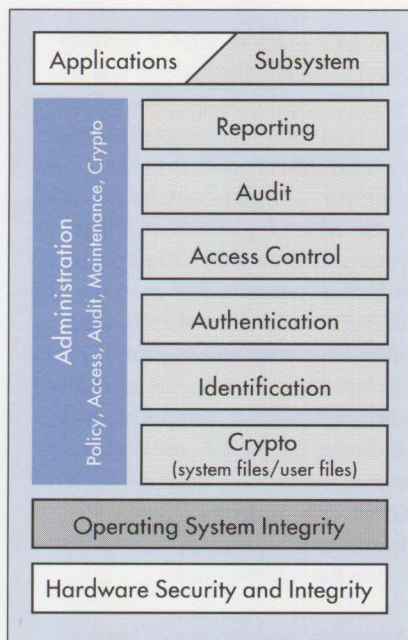 Applications
Subsystem
Administration
Policy, Access, Audit, Maintenance, Crypto
Reporting
Audit
Access Control
Authentication
Identification
Crypto
(system files/user files)
Operating System Integrity
Hardware Security and Integrity